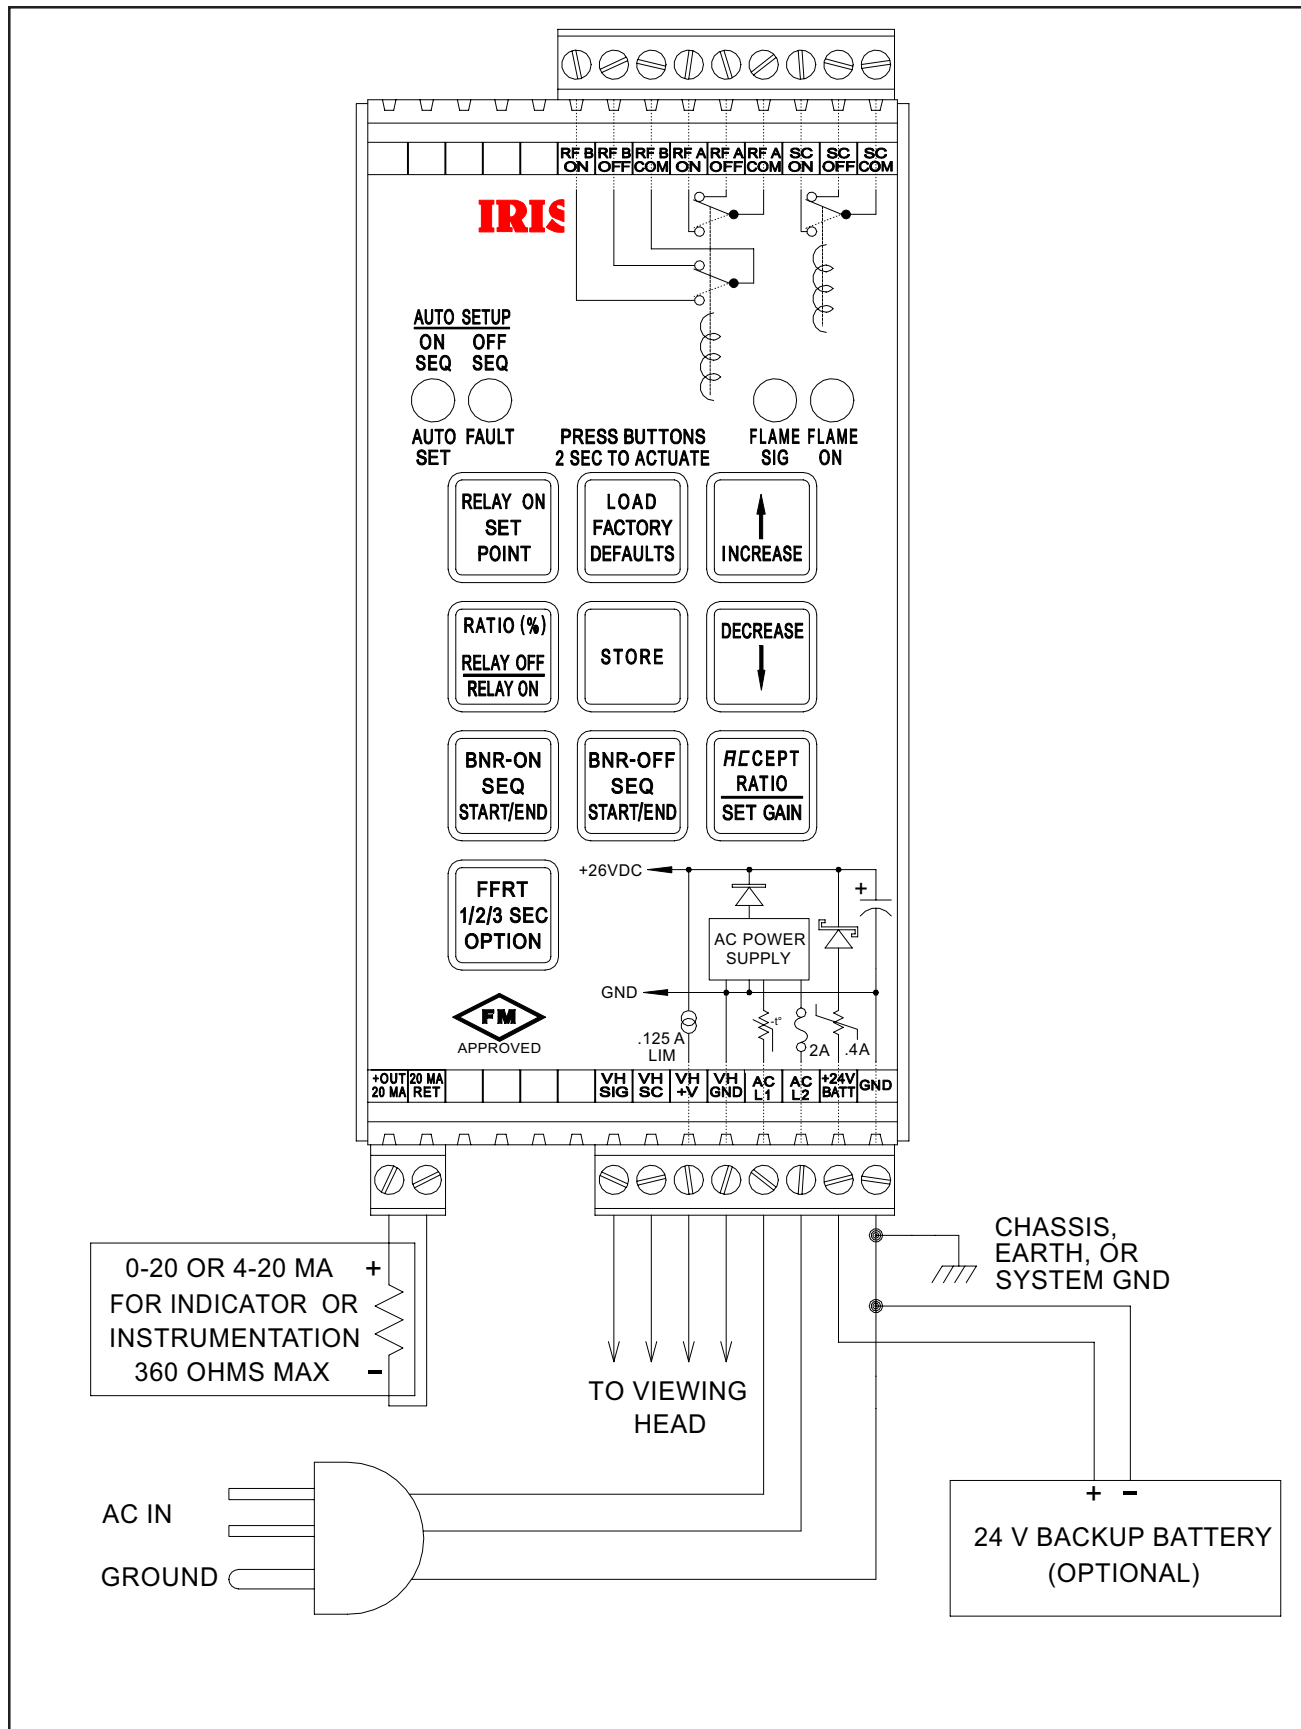 RF B RF B RF B RF A RF A RF A SC SC SC
ON OFF COM ON OFF COM ON OFF COM
IRIS
AUTO SETUP
ON OFF
SEQ SEQ
AUTO FAULT
SET
PRESS BUTTONS
2 SEC TO ACTUATE
FLAME FLAME
SIG ON
RELAY ON
SET
POINT
LOAD
FACTORY
DEFAULTS
INCREASE
RATIO (%)
RELAY OFF
RELAY ON
STORE
DECREASE
BNR-ON
SEQ
START/END
BNR-OFF
SEQ
START/END
ACCEPT
RATIO
SET GAIN
FFRT
1/2/3 SEC
OPTION
+26VDC
+
AC POWER
SUPPLY
GND
.125 A
LIM
-t°
2A
.4A
FM
APPROVED
+OUT 20 MA VH VH VH VH AC AC +24V GND
20 MA RET SIG SC +V GND L1 L2 BATT
0-20 OR 4-20 MA +
FOR INDICATOR OR
INSTRUMENTATION
360 OHMS MAX -
TO VIEWING
HEAD
CHASSIS,
EARTH, OR
SYSTEM GND
AC IN
GROUND
+ -
24 V BACKUP BATTERY
(OPTIONAL)